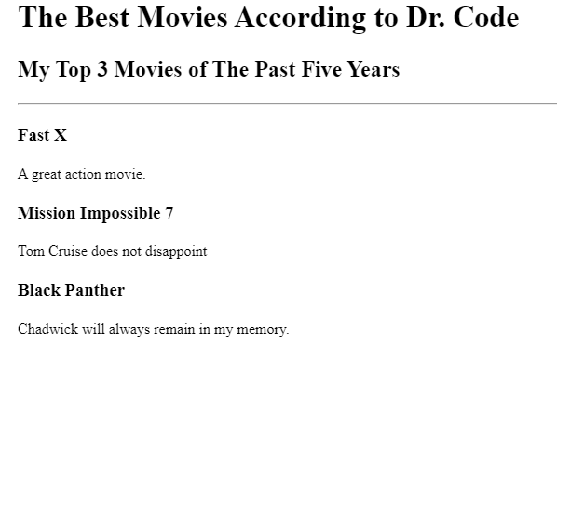 The Best Movies According to Dr. Code
My Top 3 Movies of The Past Five Years
Fast X
A great action movie.
Mission Impossible 7
Tom Cruise does not disappoint
Black Panther
Chadwick will always remain in my memory.